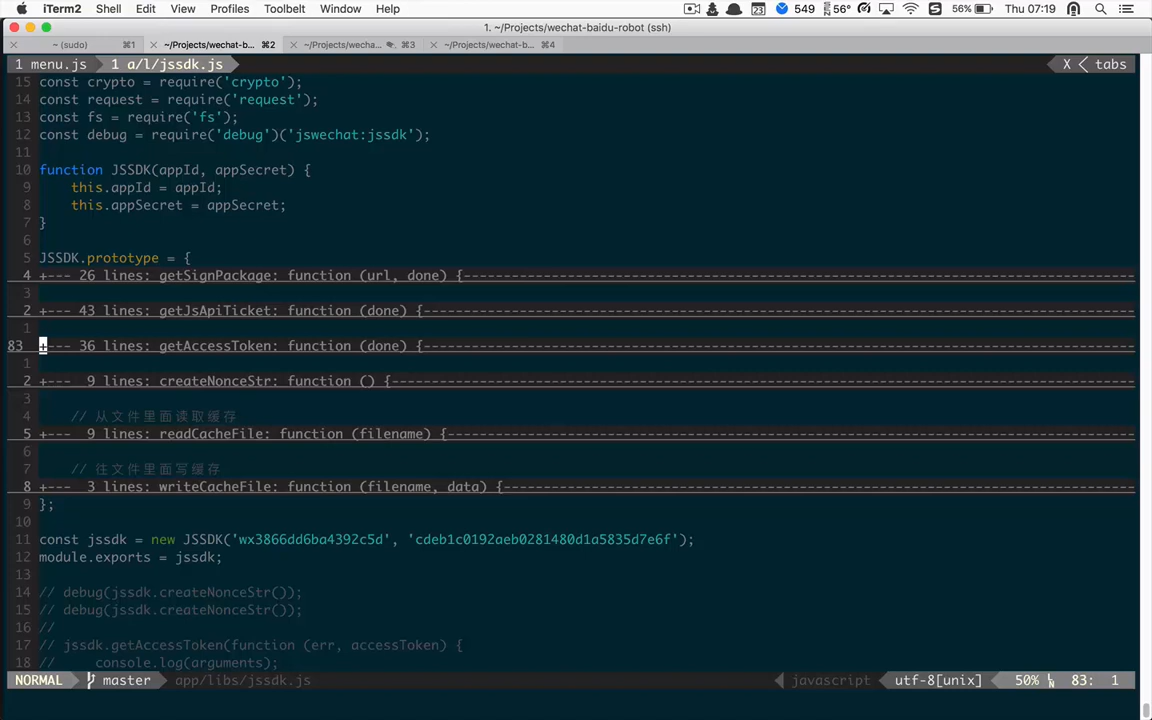 iTerm2 Shell Edit View Profiles Toolbelt Window Help 23 549 56° 56% Thu 07:19
1. ~/Projects/wechat-baidu-robot (ssh)
~ (sudo) ⌘1 ~/Projects/wechat-b... ⌘2 ~/Projects/wecha... ⌘3 ~/Projects/wechat-b... ⌘4
1 menu.js 1 a/l/jssdk.js X tabs
15 const crypto = require('crypto');
14 const request = require('request');
13 const fs = require('fs');
12 const debug = require('debug')('jswechat:jssdk');
11
10 function JSSDK(appId, appSecret) {
9 this.appId = appId;
8 this.appSecret = appSecret;
7 }
6
5 JSSDK.prototype = {
4 +--- 26 lines: getSignPackage: function (url, done) {
3
2 +--- 43 lines: getJsApiTicket: function (done) {
1
83 +--- 36 lines: getAccessToken: function (done) {
1
2 +--- 9 lines: createNonceStr: function () {
3
4 // 从文件里面读取缓存
5 +--- 9 lines: readCacheFile: function (filename) {
6
7 // 往文件里面写缓存
8 +--- 3 lines: writeCacheFile: function (filename, data) {
9 };
10
11 const jssdk = new JSSDK('wx3866dd6ba4392c5d', 'cdeb1c0192aeb0281480d1a5835d7e6f');
12 module.exports = jssdk;
13
14 // debug(jssdk.createNonceStr());
15 // debug(jssdk.createNonceStr());
16 //
17 // jssdk.getAccessToken(function (err, accessToken) {
18 // console.log(arguments);
NORMAL master app/libs/jssdk.js javascript utf-8[unix] 50% 83: 1